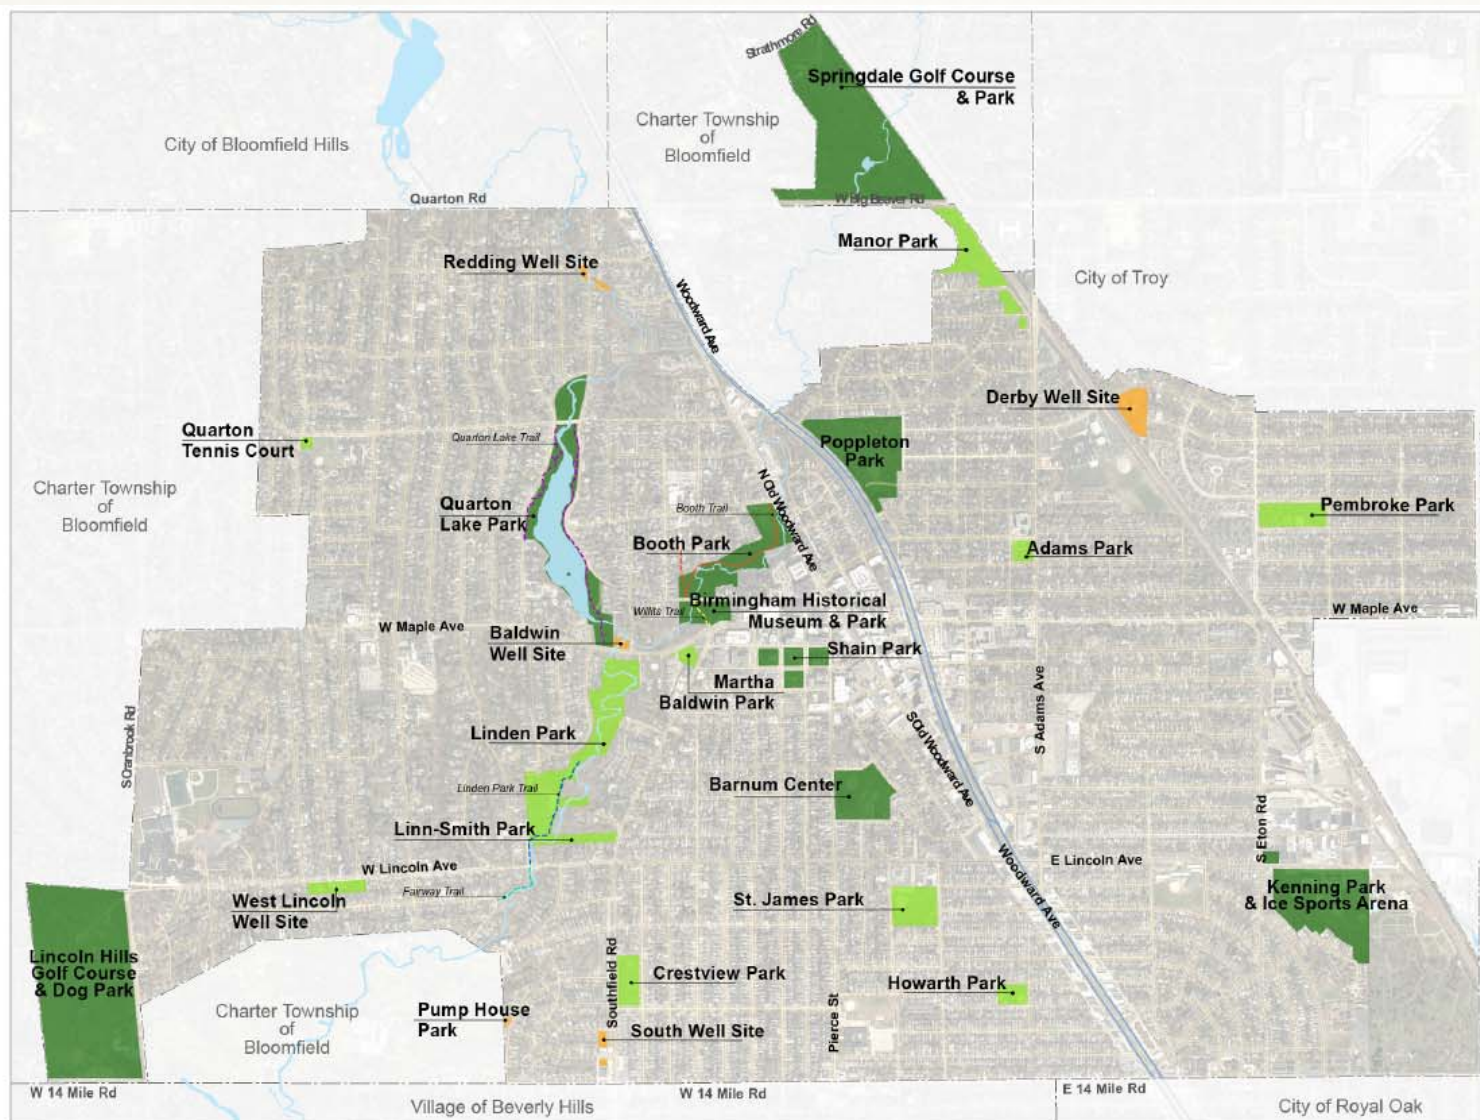 Strathmore Rd
Springdale Golf Course
& Park
Charter Township
of
Bloomfield
City of Bloomfield Hills
Quarton Rd
W Big Beaver Rd
Manor Park
Redding Well Site
City of Troy
Woodward Ave
Derby Well Site
Quarton
Tennis Court
Quarton Lake Trail
Poppleton
Park
Charter Township
of
Bloomfield
Quarton
Lake Park
N Old Woodward Ave
Booth Trail
Pembroke Park
Booth Park
Adams Park
Birmingham Historical
Museum & Park
Willits Trail
W Maple Ave
W Maple Ave
Baldwin
Well Site
Shain Park
Martha
Baldwin Park
S Adams Ave
S Cranbrook Rd
Linden Park
S Old Woodward Ave
Linden Park Trail
Barnum Center
Linn-Smith Park
S Eton Rd
W Lincoln Ave
E Lincoln Ave
Woodward Ave
Fairway Trail
West Lincoln
Well Site
St. James Park
Kenning Park
& Ice Sports Arena
Lincoln Hills
Golf Course
& Dog Park
Southfield Rd
Crestview Park
Howarth Park
Charter Township
of
Bloomfield
Pump House
Park
Pierce St
South Well Site
W 14 Mile Rd
W 14 Mile Rd
E 14 Mile Rd
Village of Beverly Hills
City of Royal Oak